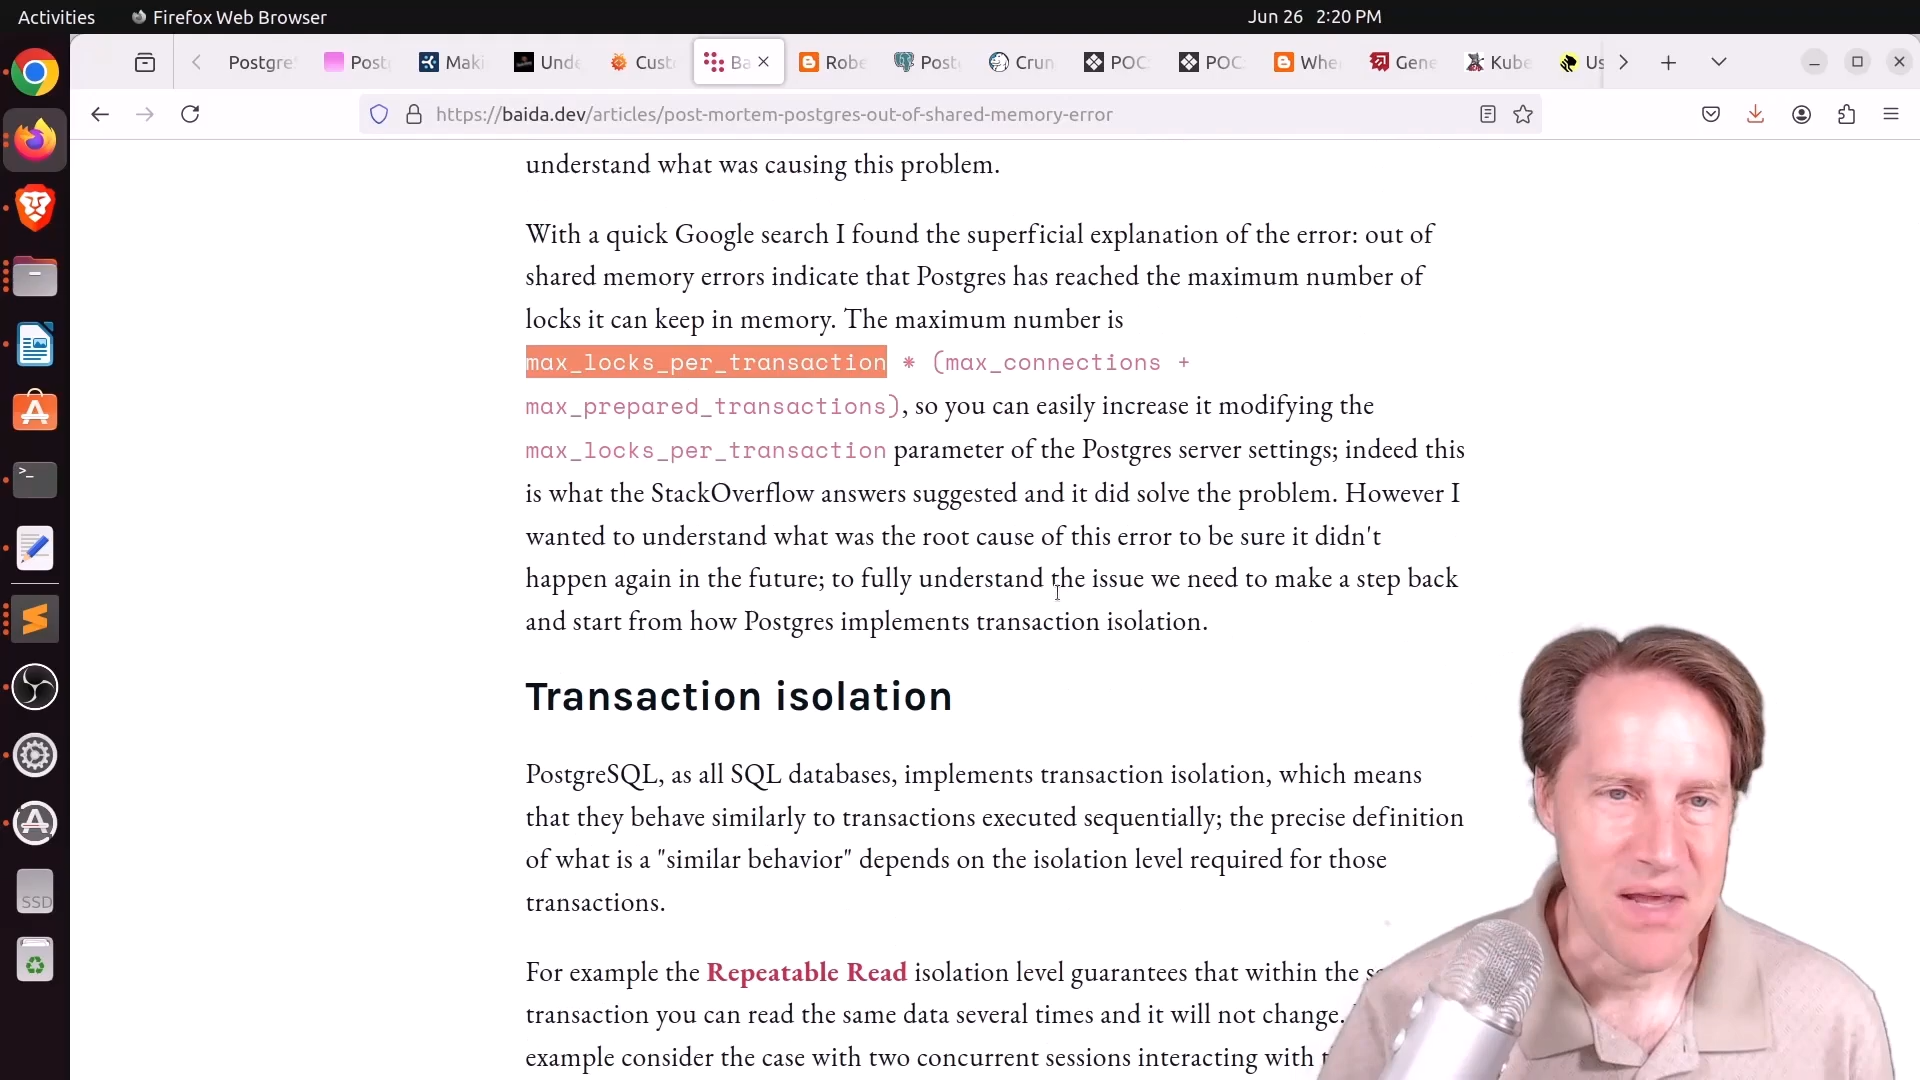 Activities
Firefox Web Browser
Jun 26 2:20 PM
Postgre
Post
Maki
Unde
Cust
Ba
Robe
Post
Crun
POC
POC
Whe
Gene
Kube
Us
https://baida.dev/articles/post-mortem-postgres-out-of-shared-memory-error
understand what was causing this problem.
With a quick Google search I found the superficial explanation of the error: out of
shared memory errors indicate that Postgres has reached the maximum number of
locks it can keep in memory. The maximum number is
max_locks_per_transaction * (max_connections +
max_prepared_transactions), so you can easily increase it modifying the
max_locks_per_transaction parameter of the Postgres server settings; indeed this
is what the StackOverflow answers suggested and it did solve the problem. However I
wanted to understand what was the root cause of this error to be sure it didn't
happen again in the future; to fully understand the issue we need to make a step back
and start from how Postgres implements transaction isolation.
Transaction isolation
PostgreSQL, as all SQL databases, implements transaction isolation, which means
that they behave similarly to transactions executed sequentially; the precise definition
of what is a "similar behavior" depends on the isolation level required for those
transactions.
For example the Repeatable Read isolation level guarantees that within the
transaction you can read the same data several times and it will not change.
example consider the case with two concurrent sessions interacting with
SSD